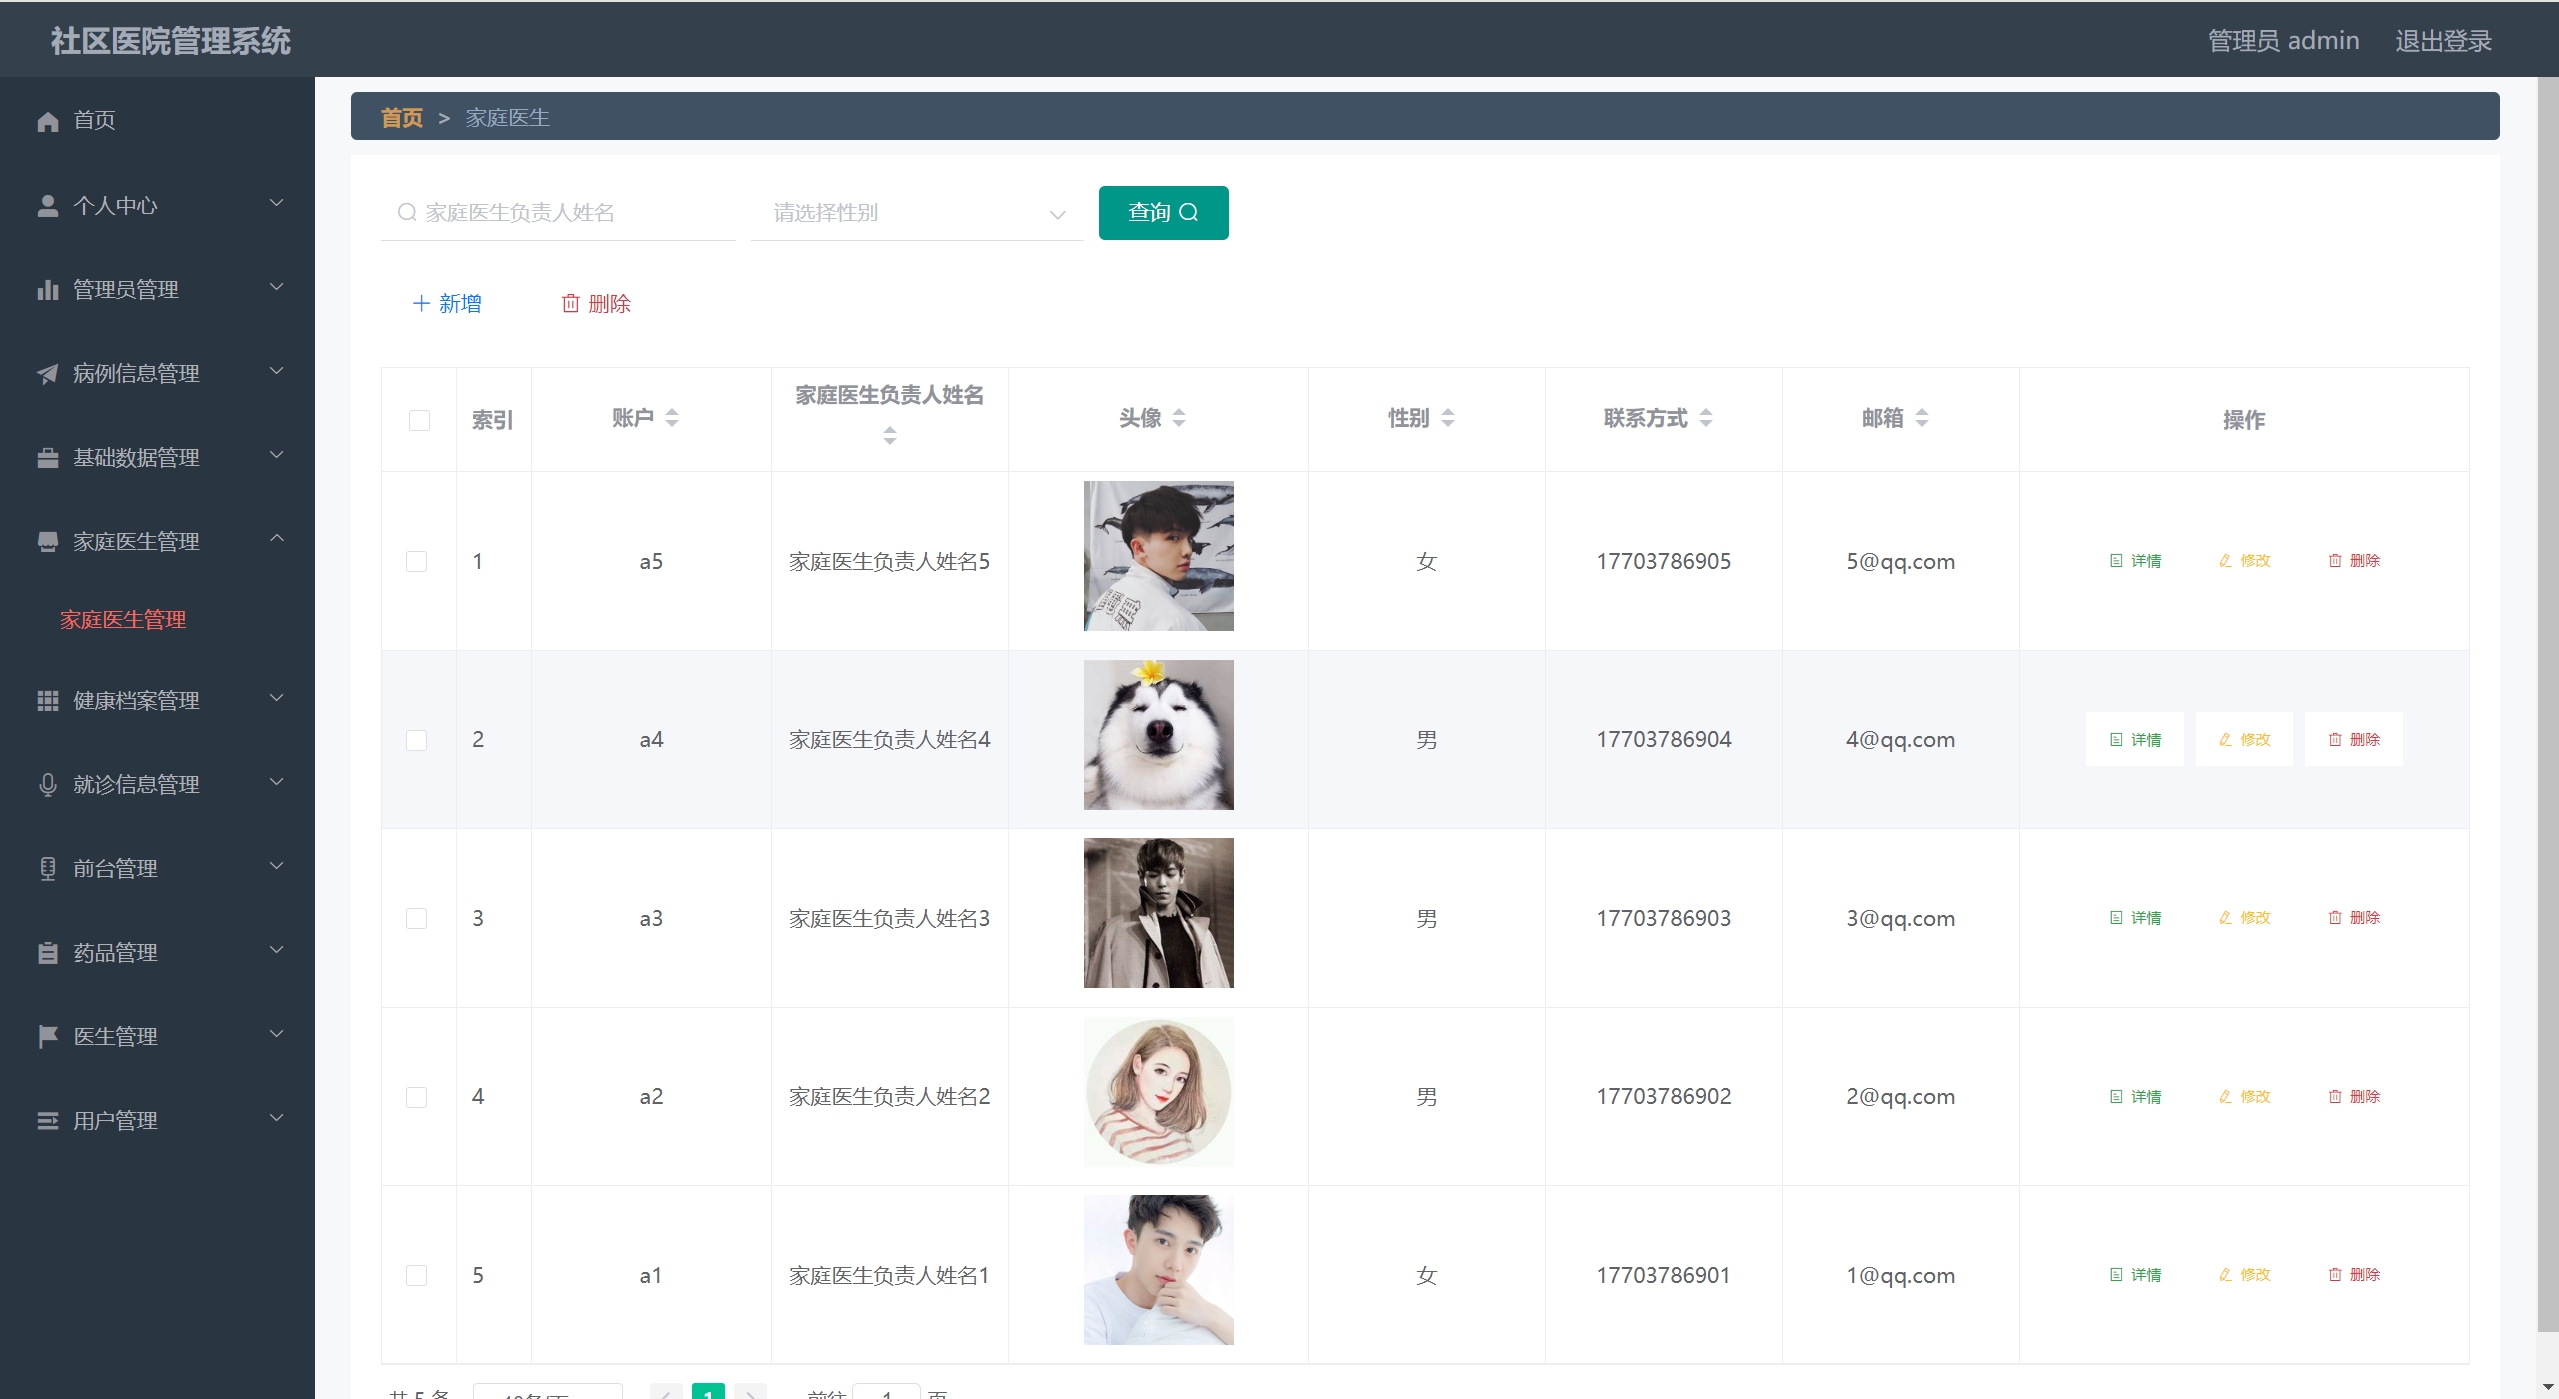 社区医院管理系统
管理员 admin 退出登录
首页
个人中心
管理员管理
病例信息管理
基础数据管理
家庭医生管理
家庭医生管理
健康档案管理
就诊信息管理
前台管理
药品管理
医生管理
用户管理
首页 > 家庭医生
家庭医生负责人姓名 请选择性别 查询
新增 删除
索引 账户 家庭医生负责人姓名 头像 性别 联系方式 邮箱 操作
1 a5 家庭医生负责人姓名5 女 17703786905 5@qq.com 详情 修改 删除
2 a4 家庭医生负责人姓名4 男 17703786904 4@qq.com 详情 修改 删除
3 a3 家庭医生负责人姓名3 男 17703786903 3@qq.com 详情 修改 删除
4 a2 家庭医生负责人姓名2 男 17703786902 2@qq.com 详情 修改 删除
5 a1 家庭医生负责人姓名1 女 17703786901 1@qq.com 详情 修改 删除
共 5 条 10条/页 1 前往 1 页